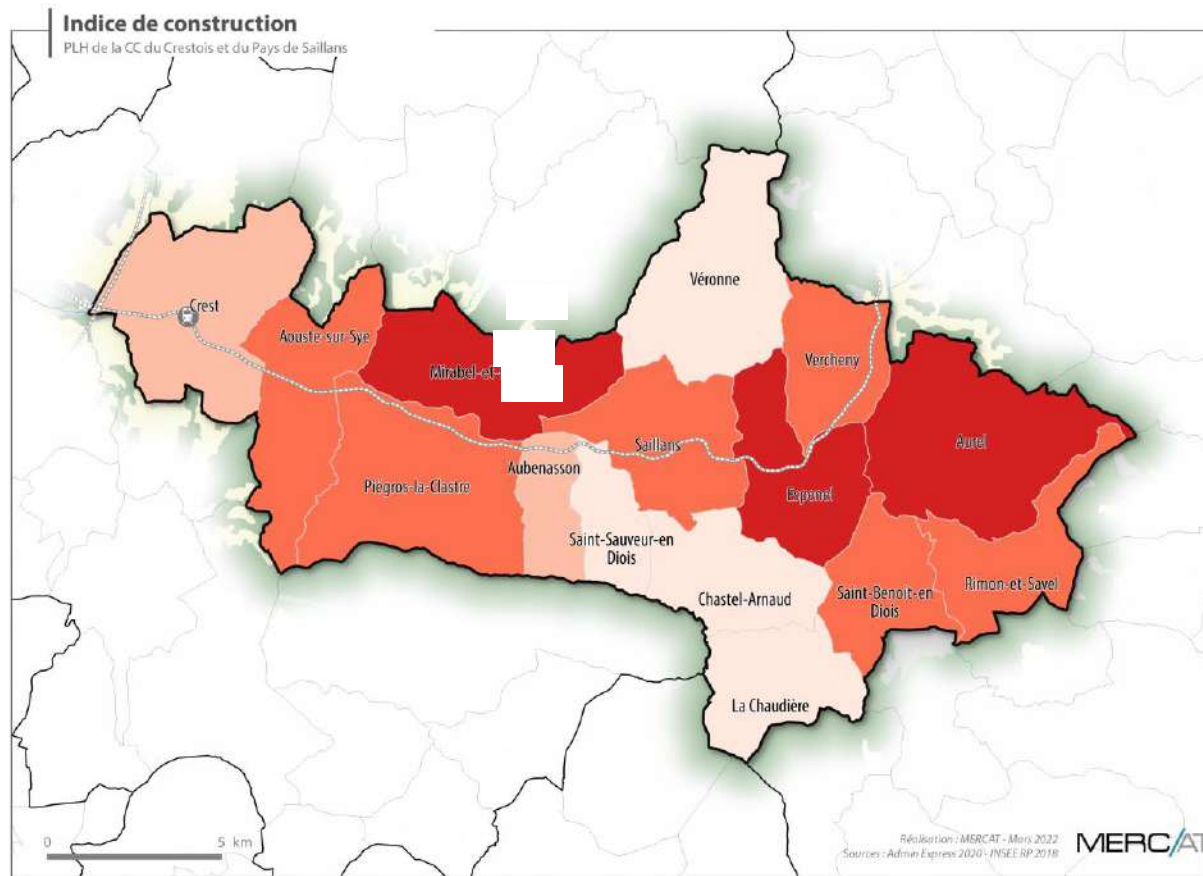 Indice de construction
PLH de la CC du Crestois et du Pays de Saillans
Véronne
Crest
Aouste-sur-Sye
Vercheny
Mirabel-et-
Aurel
Saillans
Aubenasson
Piégros-la-Clastre
Espenel
Saint-Sauveur-en
Diois
Rimon-et-Savel
Saint-Benoit-en
Diois
Chastel-Arnaud
La Chaudière
0 5 km
Réalisation : MERCAT - Mars 2022
Sources : Admin Express 2020 - INSEE RP 2018
MERC/AT